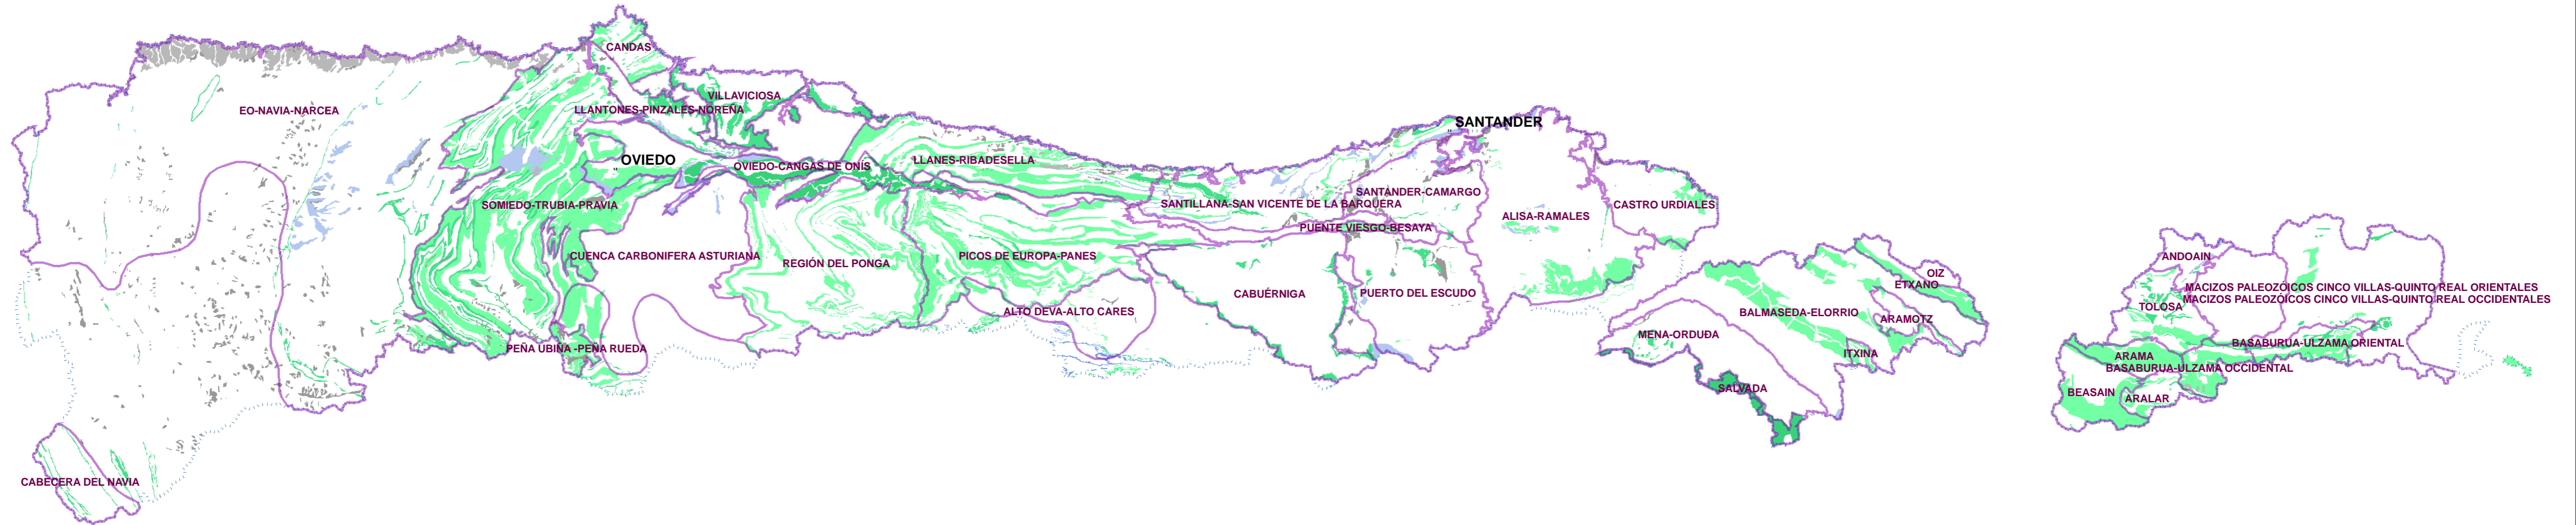 CANDAS
VILLAVICIOSA
EO-NAVIA-NARCEA
LLANTONES-PINZALES-NOREÑA
SANTANDER
OVIEDO
LLANES-RIBADESELLA
OVIEDO-CANGAS DE ONÍS
SANTANDER-CAMARGO
SOMIEDO-TRUBIA-PRAVIA
SANTILLANA-SAN VICENTE DE LA BARQUERA
CASTRO URDIALES
ALISA-RAMALES
PUENTE VIESGO-BESAYA
CUENCA CARBONIFERA ASTURIANA
PICOS DE EUROPA-PANES
ANDOAIN
REGIÓN DEL PONGA
OIZ
ETXANO
MACIZOS PALEOZÓICOS CINCO VILLAS-QUINTO REAL ORIENTALES
CABUÉRNIGA
PUERTO DEL ESCUDO
MACIZOS PALEOZÓICOS CINCO VILLAS-QUINTO REAL OCCIDENTALES
TOLOSA
ALTO DEVA-ALTO CARES
BALMASEDA-ELORRIO
ARAMOTZ
MENA-ORDUÐA
BASABURUA-ULZAMA ORIENTAL
PEÑA UBIÑA -PEÑA RUEDA
ITXINA
ARAMA
BASABURUA-ULZAMA OCCIDENTAL
SALVADA
BEASAIN
ARALAR
CABECERA DEL NAVIA